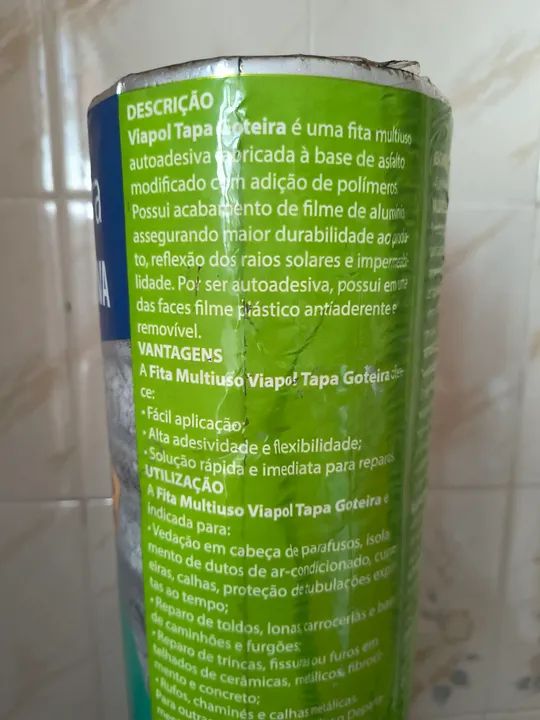 DESCRIÇÃO
Viapol Tapa Goteira é uma fita multiuso
autoadesiva fabricada à base de asfalto
modificado com adição de polímeros.
Possui acabamento de filme de alumínio,
assegurando maior durabilidade ao produ-
to, reflexão dos raios solares e impermeabi-
lidade. Por ser autoadesiva, possui em uma
das faces filme plástico antiaderente e
removível.
VANTAGENS
A Fita Multiuso Viapol Tapa Goteira ofere-
ce:
• Fácil aplicação;
• Alta adesividade e flexibilidade;
• Solução rápida e imediata para reparos.
UTILIZAÇÃO
A Fita Multiuso Viapol Tapa Goteira é
indicada para:
• Vedação em cabeça de parafusos, isola
mento de dutos de ar-condicionado, cume
eiras, calhas, proteção de tubulações expos
tas ao tempo;
• Reparo de toldos, lonas, carrocerias e baú
de caminhões e furgões;
• Reparo de trincas, fissuras ou furos em
telhados de cerâmicas, metálicos, fibroci
mento e concreto;
• Rufos, chaminés e calhas metálicas.
Para outras